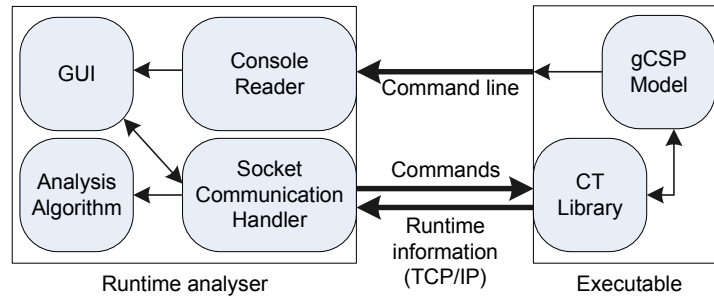 GUI
Console
Reader
Command line
gCSP
Model
Analysis
Algorithm
Socket
Communication
Handler
Commands
Runtime
information
(TCP/IP)
CT
Library
Runtime analyser
Executable